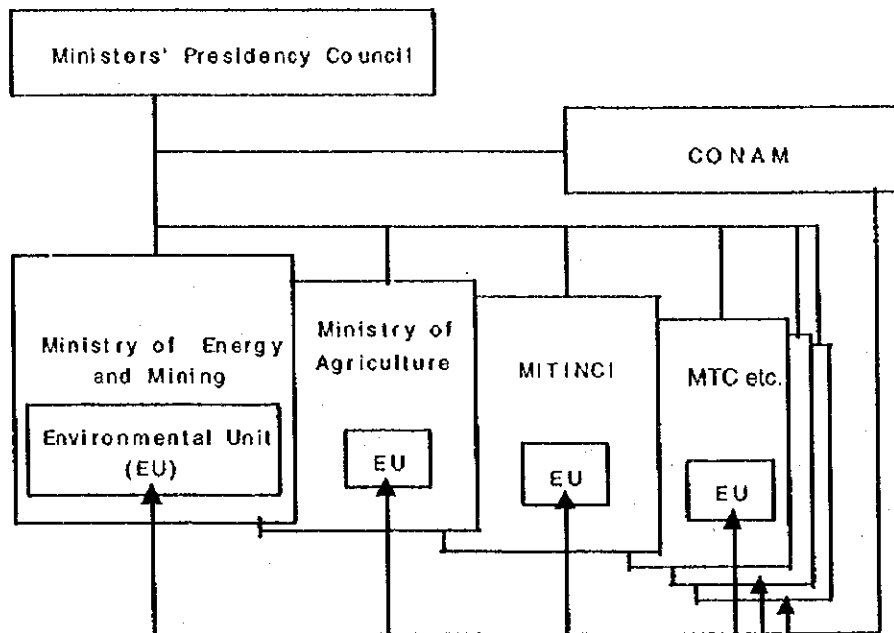 Ministers' Presidency Council
CONAM
Ministry of Energy
and Mining
Environmental Unit
(EU)
Ministry of
Agriculture
EU
MITINCI
EU
MTC etc.
EU